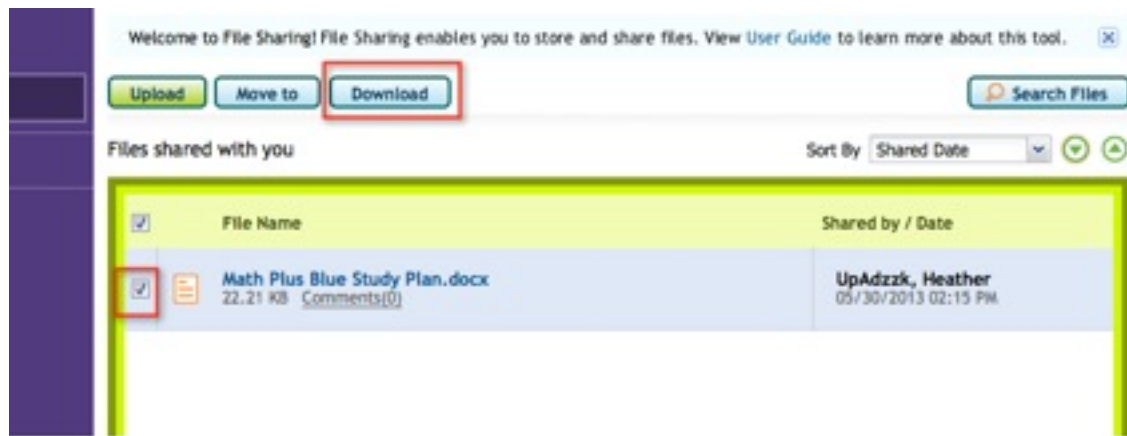 Welcome to File Sharing! File Sharing enables you to store and share files. View User Guide to learn more about this tool.
Upload Move to Download Search Files
Files shared with you Sort By Shared Date
File Name Shared by / Date
Math Plus Blue Study Plan.docx UpAdzzk, Heather
22.21 KB Comments(0) 05/30/2013 02:15 PM